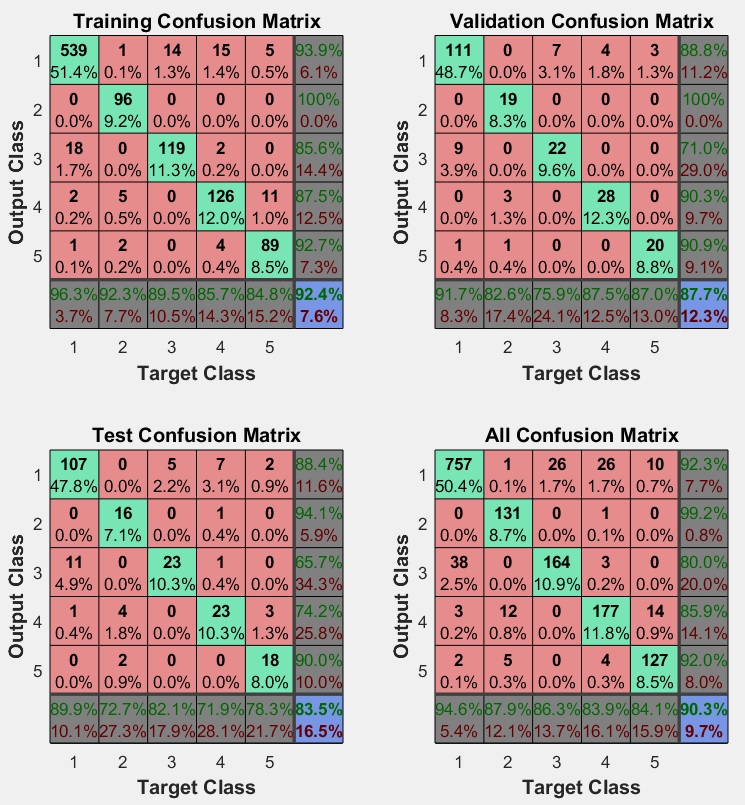 Training Confusion Matrix
1 539 1 14 15 5 93.9%
51.4% 0.1% 1.3% 1.4% 0.5% 6.1%
2 0 96 0 0 0 100%
0.0% 9.2% 0.0% 0.0% 0.0% 0.0%
3 18 0 119 2 0 85.6%
1.7% 0.0% 11.3% 0.2% 0.0% 14.4%
4 2 5 0 126 11 87.5%
0.2% 0.5% 0.0% 12.0% 1.0% 12.5%
5 1 2 0 4 89 92.7%
0.1% 0.2% 0.0% 0.4% 8.5% 7.3%
96.3% 92.3% 89.5% 85.7% 84.8% 92.4%
3.7% 7.7% 10.5% 14.3% 15.2% 7.6%
1 2 3 4 5
Target Class
Output Class
Validation Confusion Matrix
1 111 0 7 4 3 88.8%
48.7% 0.0% 3.1% 1.8% 1.3% 11.2%
2 0 19 0 0 0 100%
0.0% 8.3% 0.0% 0.0% 0.0% 0.0%
3 9 0 22 0 0 71.0%
3.9% 0.0% 9.6% 0.0% 0.0% 29.0%
4 0 3 0 28 0 90.3%
0.0% 1.3% 0.0% 12.3% 0.0% 9.7%
5 1 1 0 0 20 90.9%
0.4% 0.4% 0.0% 0.0% 8.8% 9.1%
91.7% 82.6% 75.9% 87.5% 87.0% 87.7%
8.3% 17.4% 24.1% 12.5% 13.0% 12.3%
1 2 3 4 5
Target Class
Output Class
Test Confusion Matrix
1 107 0 5 7 2 88.4%
47.8% 0.0% 2.2% 3.1% 0.9% 11.6%
2 0 16 0 1 0 94.1%
0.0% 7.1% 0.0% 0.4% 0.0% 5.9%
3 11 0 23 1 0 65.7%
4.9% 0.0% 10.3% 0.4% 0.0% 34.3%
4 1 4 0 23 3 74.2%
0.4% 1.8% 0.0% 10.3% 1.3% 25.8%
5 0 2 0 0 18 90.0%
0.0% 0.9% 0.0% 0.0% 8.0% 10.0%
89.9% 72.7% 82.1% 71.9% 78.3% 83.5%
10.1% 27.3% 17.9% 28.1% 21.7% 16.5%
1 2 3 4 5
Target Class
Output Class
All Confusion Matrix
1 757 1 26 26 10 92.3%
50.4% 0.1% 1.7% 1.7% 0.7% 7.7%
2 0 131 0 1 0 99.2%
0.0% 8.7% 0.0% 0.1% 0.0% 0.8%
3 38 0 164 3 0 80.0%
2.5% 0.0% 10.9% 0.2% 0.0% 20.0%
4 3 12 0 177 14 85.9%
0.2% 0.8% 0.0% 11.8% 0.9% 14.1%
5 2 5 0 4 127 92.0%
0.1% 0.3% 0.0% 0.3% 8.5% 8.0%
94.6% 87.9% 86.3% 83.9% 84.1% 90.3%
5.4% 12.1% 13.7% 16.1% 15.9% 9.7%
1 2 3 4 5
Target Class
Output Class